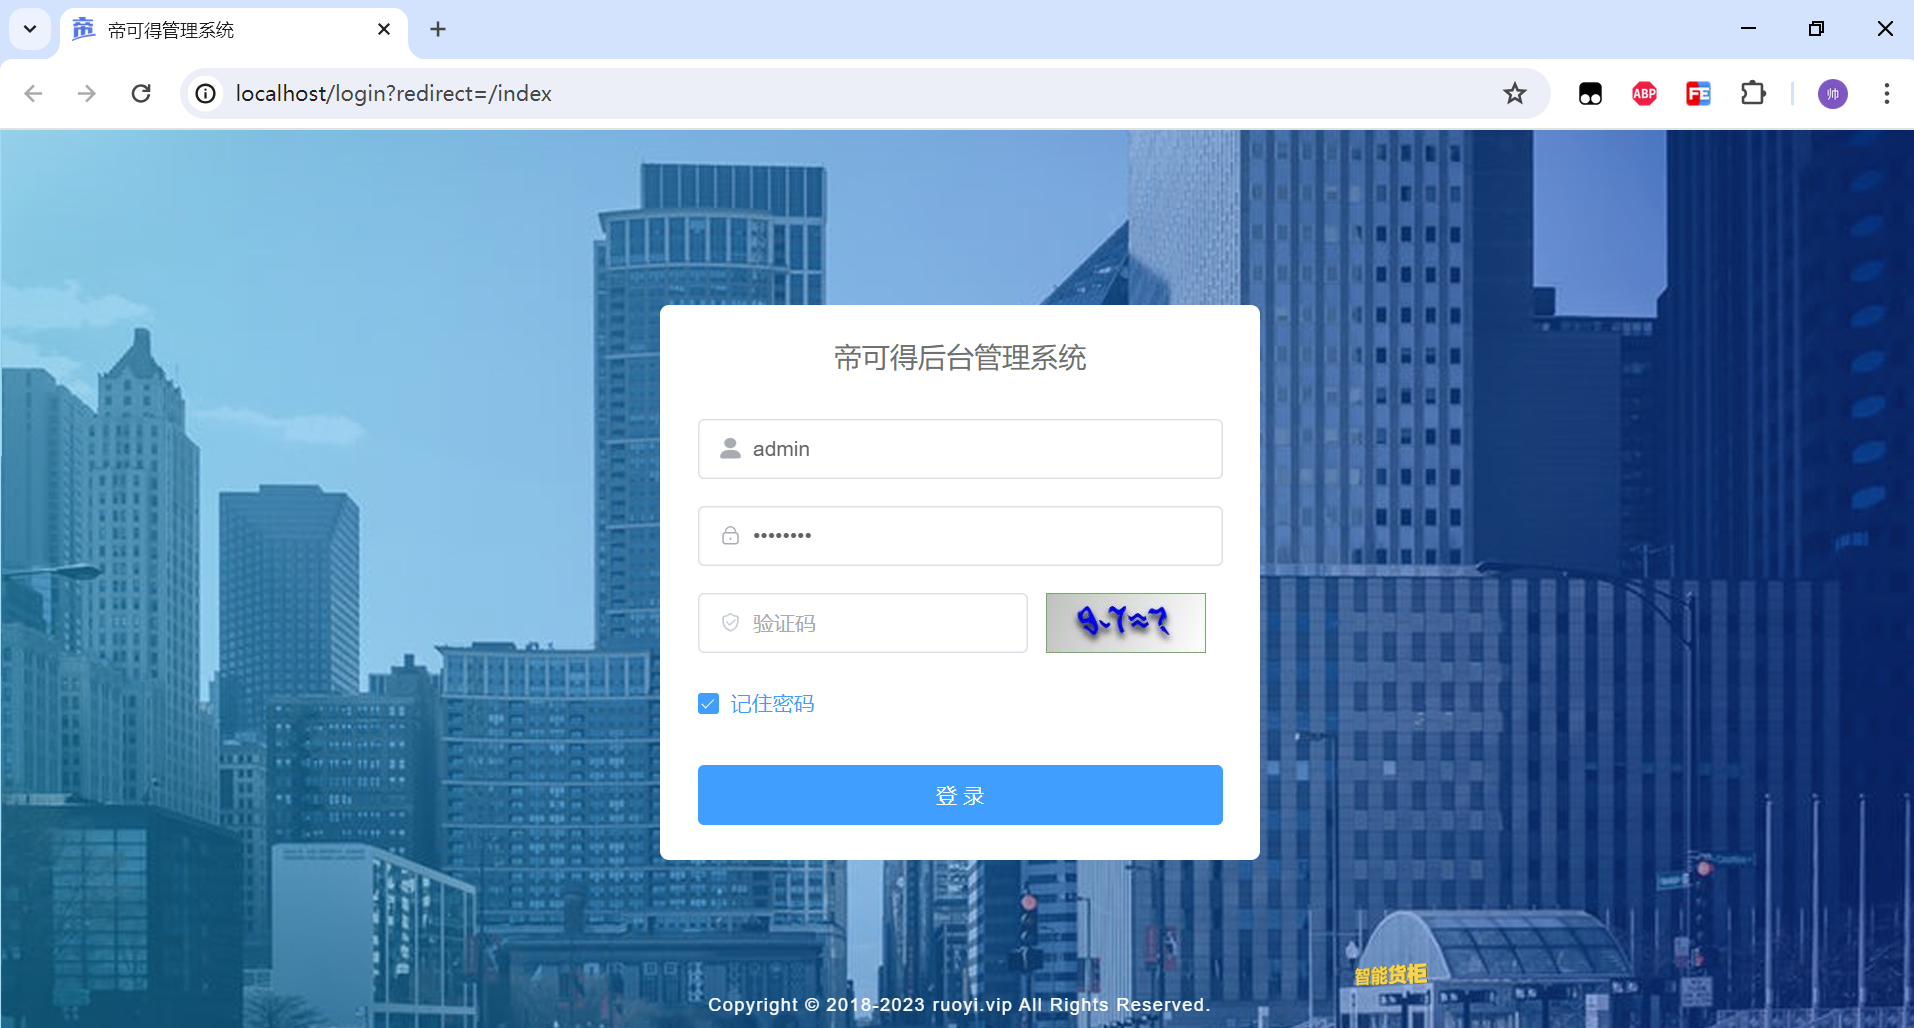 帝可得管理系统
localhost/login?redirect=/index
ABP
FE
帅
帝可得后台管理系统
admin
••••••••
验证码
9-7=?
记住密码
登 录
智能货柜
Copyright © 2018-2023 ruoyi.vip All Rights Reserved.